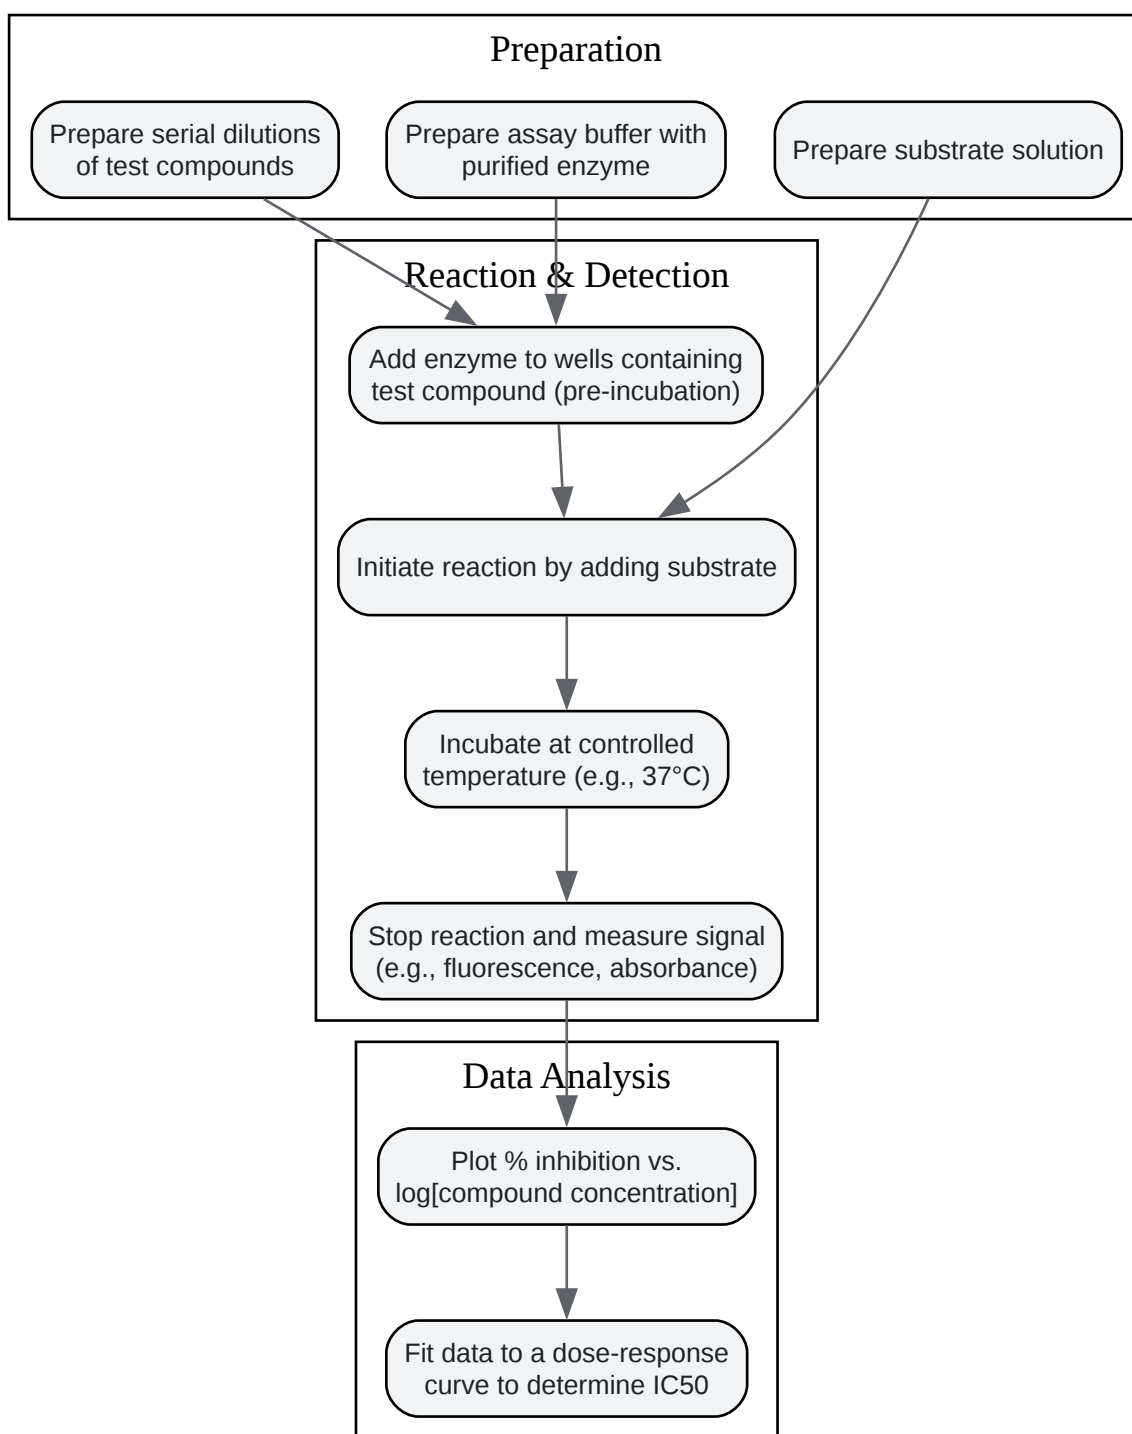 Preparation
Prepare serial dilutions
of test compounds
Prepare assay buffer with
purified enzyme
Prepare substrate solution
Reaction & Detection
Add enzyme to wells containing
test compound (pre-incubation)
Initiate reaction by adding substrate
Incubate at controlled
temperature (e.g., 37°C)
Stop reaction and measure signal
(e.g., fluorescence, absorbance)
Data Analysis
Plot % inhibition vs.
log[compound concentration]
Fit data to a dose-response
curve to determine IC50